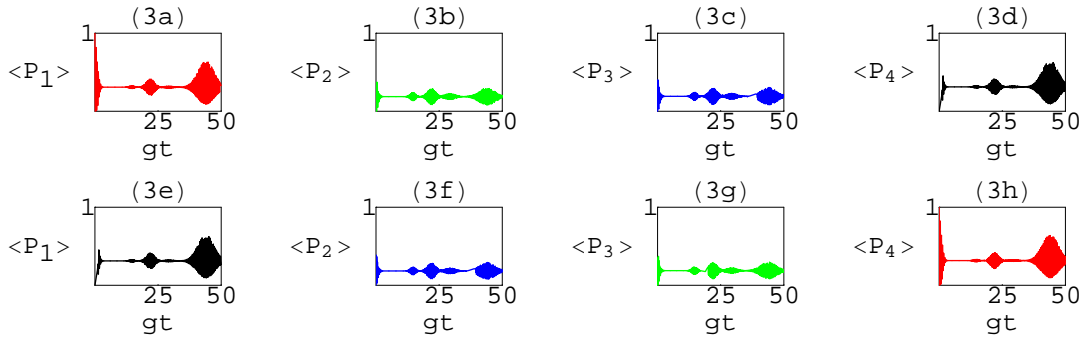 (3a) (3b) (3c) (3d)
1 1 1 1
<P1> <P2> <P3> <P4>
25 50 25 50 25 50 25 50
gt gt gt gt
(3e) (3f) (3g) (3h)
1 1 1 1
<P1> <P2> <P3> <P4>
25 50 25 50 25 50 25 50
gt gt gt gt